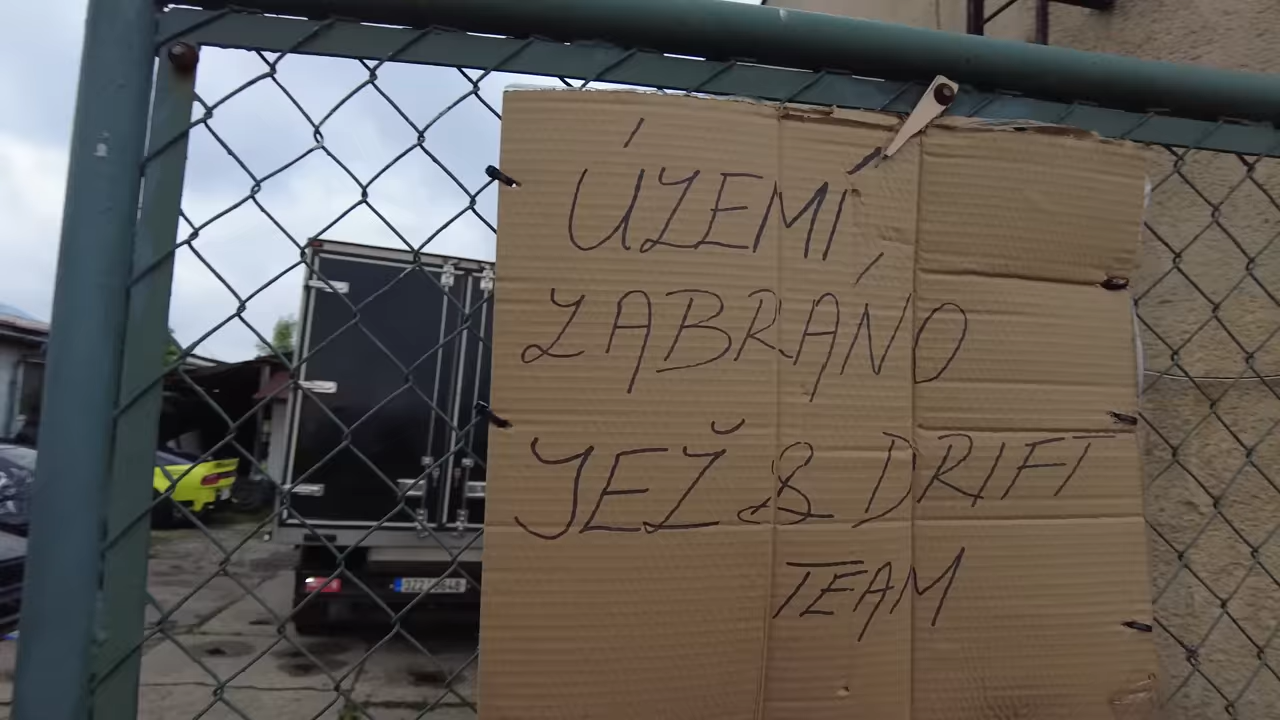 ÚZEMÍ
ZABRÁNO
JEŽ & DRIFT
TEAM